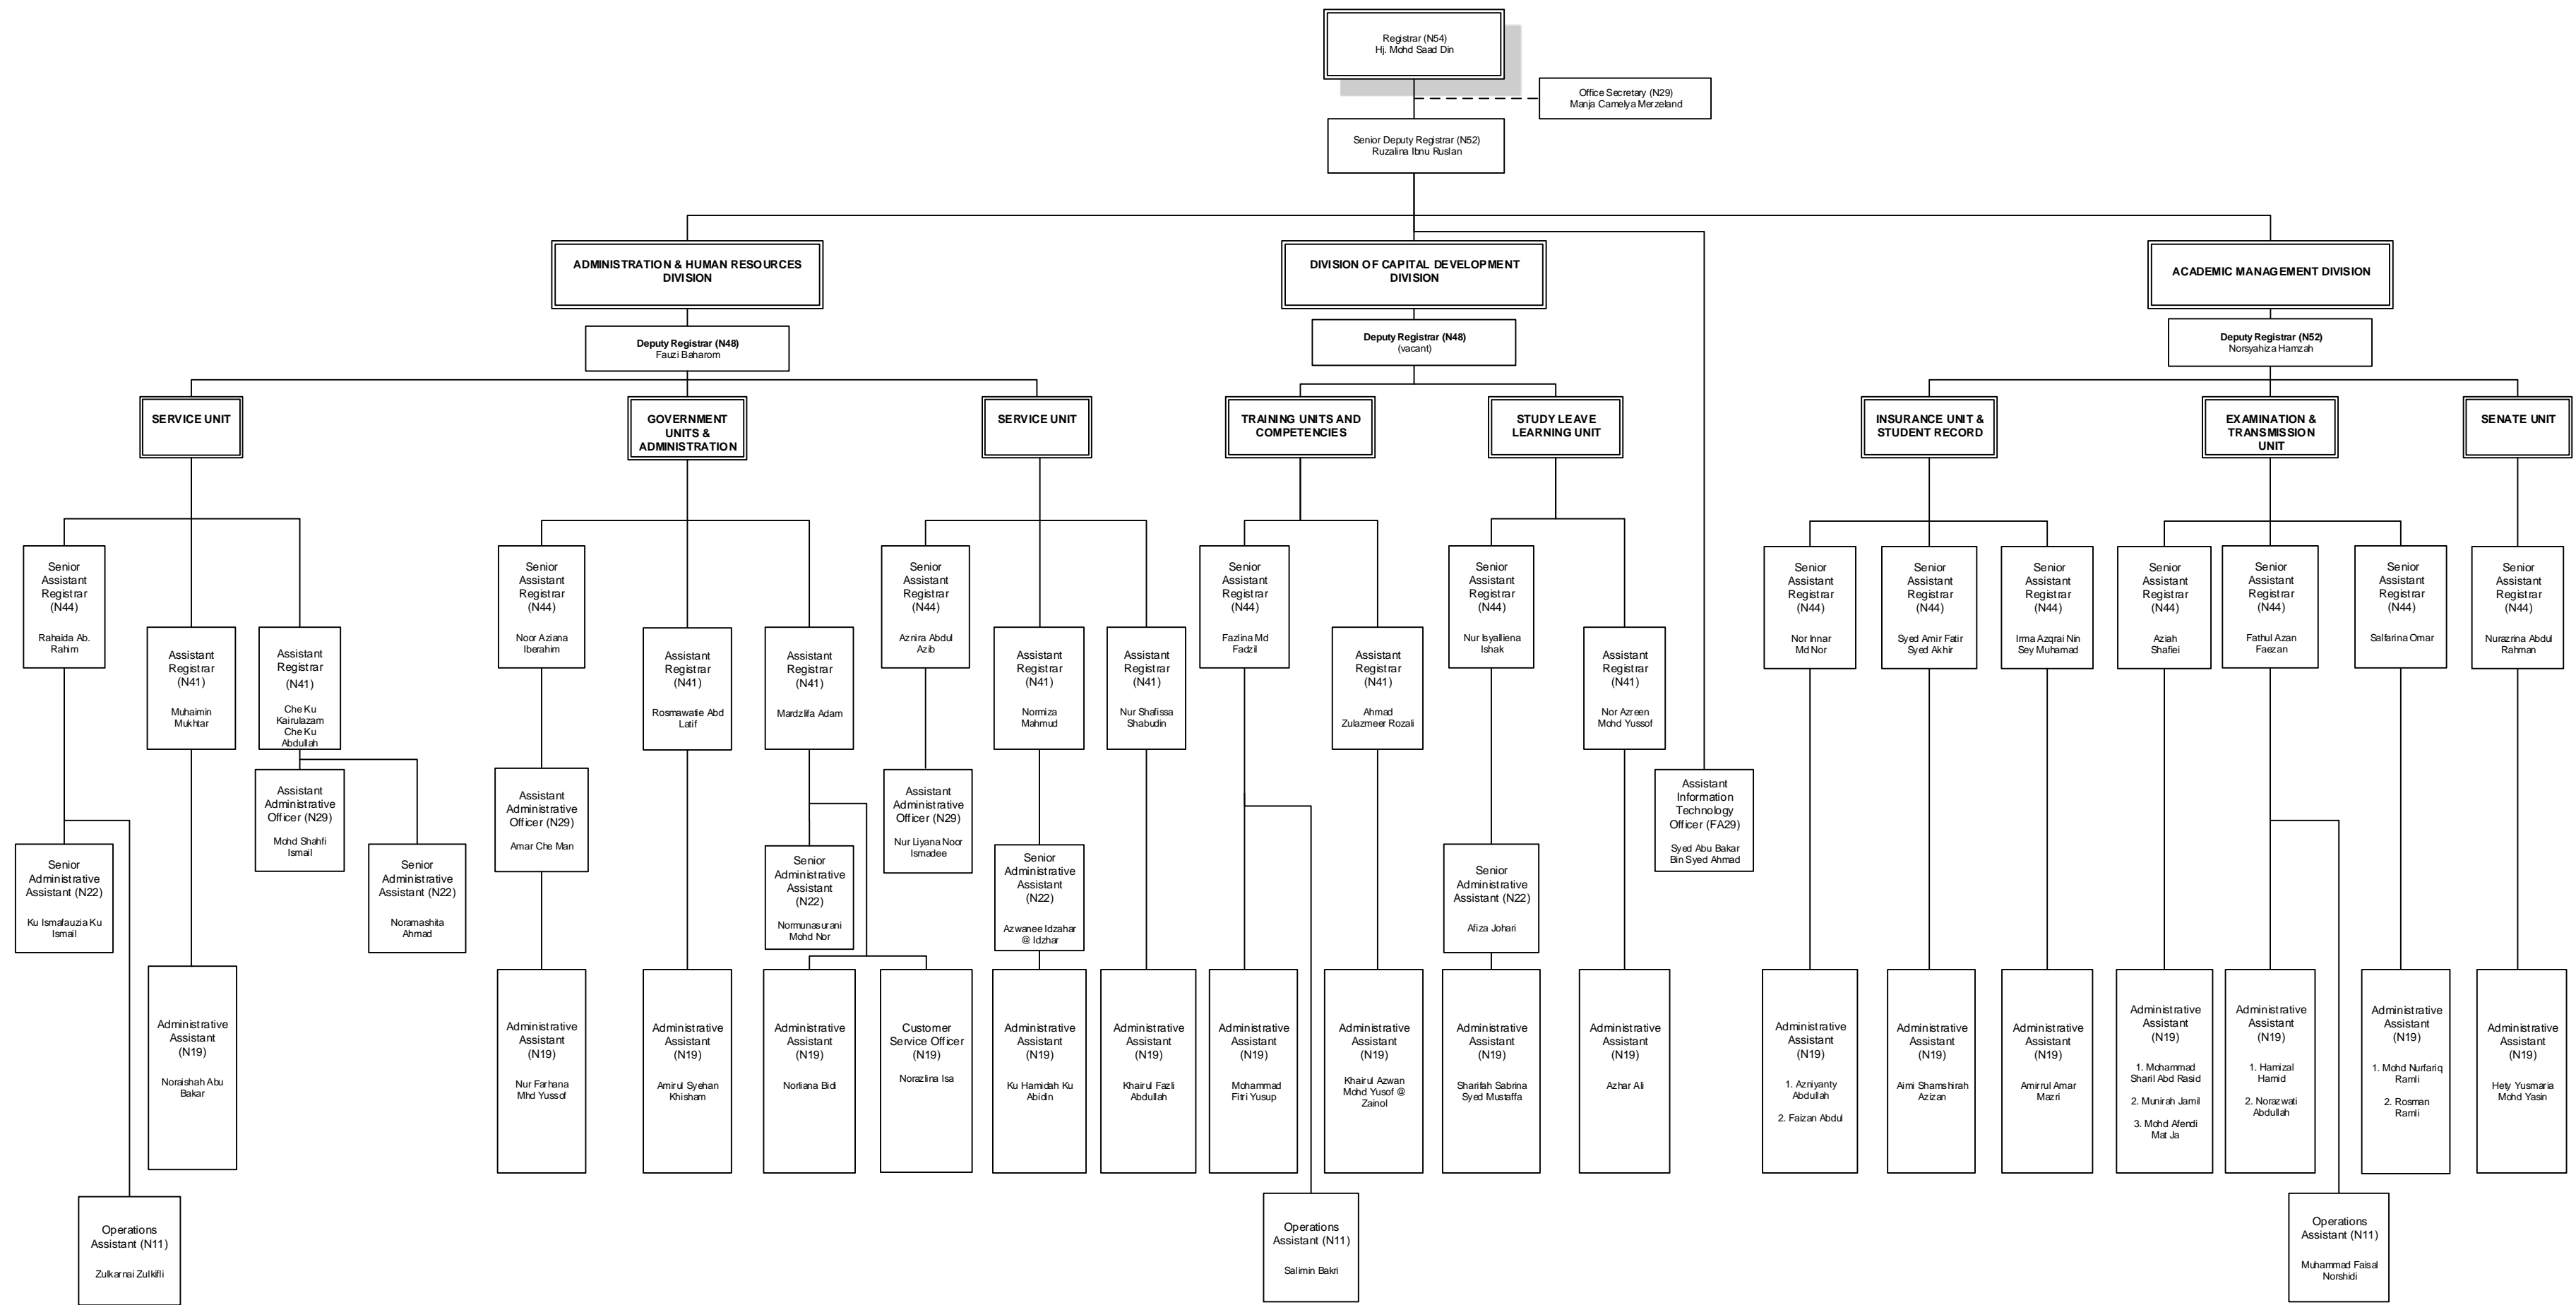 Registrar (N54)
Hj. Mohd Saad Din
Office Secretary (N29)
Manja Camelya Merzeland
Senior Deputy Registrar (N52)
Ruzalina Ibnu Ruslan
ADMINISTRATION & HUMAN RESOURCES
DIVISION
DIVISION OF CAPITAL DEVELOPMENT
DIVISION
ACADEMIC MANAGEMENT DIVISION
Deputy Registrar (N48)
Fauzi Baharom
Deputy Registrar (N48)
(vacant)
Deputy Registrar (N52)
Norsyahiza Hamzah
SERVICE UNIT
GOVERNMENT
UNITS &
ADMINISTRATION
SERVICE UNIT
TRAINING UNITS AND
COMPETENCIES
STUDY LEAVE
LEARNING UNIT
INSURANCE UNIT &
STUDENT RECORD
EXAMINATION &
TRANSMISSION
UNIT
SENATE UNIT
Senior
Assistant
Registrar
(N44)
Rahaida Ab.
Rahim
Assistant
Registrar
(N41)
Muhaimin
Mukhtar
Assistant
Registrar
(N41)
Che Ku
Kairulazam
Che Ku
Abdullah
Senior
Assistant
Registrar
(N44)
Noor Aziana
Iberahim
Assistant
Registrar
(N41)
Rosmawatie Abd
Latif
Assistant
Registrar
(N41)
Mardzlifa Adam
Senior
Assistant
Registrar
(N44)
Aznira Abdul
Azib
Assistant
Registrar
(N41)
Normiza
Mahmud
Assistant
Registrar
(N41)
Nur Shafissa
Shabudin
Senior
Assistant
Registrar
(N44)
Fazlina Md
Fadzil
Assistant
Registrar
(N41)
Ahmad
Zulazmeer Rozali
Senior
Assistant
Registrar
(N44)
Nur Isyalliena
Ishak
Assistant
Registrar
(N41)
Nor Azreen
Mohd Yussof
Senior
Assistant
Registrar
(N44)
Nor Innar
Md Nor
Senior
Assistant
Registrar
(N44)
Syed Amir Fatir
Syed Akhir
Senior
Assistant
Registrar
(N44)
Irma Azqrai Nin
Sey Muhamad
Senior
Assistant
Registrar
(N44)
Aziah
Shafiei
Senior
Assistant
Registrar
(N44)
Fathul Azan
Faezan
Senior
Assistant
Registrar
(N44)
Salfarina Omar
Senior
Assistant
Registrar
(N44)
Nurazrina Abdul
Rahman
Assistant
Administrative
Officer (N29)
Mohd Shahfi
Ismail
Assistant
Administrative
Officer (N29)
Amar Che Man
Assistant
Administrative
Officer (N29)
Nur Liyana Noor
Ismadee
Assistant
Information
Technology
Officer (FA29)
Syed Abu Bakar
Bin Syed Ahmad
Senior
Administrative
Assistant (N22)
Ku Ismafauzia Ku
Ismail
Senior
Administrative
Assistant (N22)
Noramashita
Ahmad
Senior
Administrative
Assistant
(N22)
Normunasurani
Mohd Nor
Senior
Administrative
Assistant
(N22)
Azwanee Idzahar
@ Idzhar
Senior
Administrative
Assistant (N22)
Afiza Johari
Administrative
Assistant
(N19)
Noraishah Abu
Bakar
Administrative
Assistant
(N19)
Nur Farhana
Mhd Yussof
Administrative
Assistant
(N19)
Amirul Syehan
Khisham
Administrative
Assistant
(N19)
Norliana Bidi
Customer
Service Officer
(N19)
Norazlina Isa
Administrative
Assistant
(N19)
Ku Hamidah Ku
Abidin
Administrative
Assistant
(N19)
Khairul Fazli
Abdullah
Administrative
Assistant
(N19)
Mohammad
Fitri Yusup
Administrative
Assistant
(N19)
Khairul Azwan
Mohd Yusof @
Zainol
Administrative
Assistant
(N19)
Sharifah Sabrina
Syed Mustaffa
Administrative
Assistant
(N19)
Azhar Ali
Administrative
Assistant
(N19)
1. Azniyanty
Abdullah
2. Faizan Abdul
Administrative
Assistant
(N19)
Aimi Shamshirah
Azizan
Administrative
Assistant
(N19)
Amirrul Amar
Mazri
Administrative
Assistant
(N19)
1. Mohammad
Sharil Abd Rasid
2. Munirah Jamil
3. Mohd Afendi
Mat Ja
Administrative
Assistant
(N19)
1. Hamizal
Hamid
2. Norazwati
Abdullah
Administrative
Assistant
(N19)
1. Mohd Nurfariq
Ramli
2. Rosman
Ramli
Administrative
Assistant
(N19)
Hety Yusmaria
Mohd Yasin
Operations
Assistant (N11)
Zulkarnai Zulkifli
Operations
Assistant (N11)
Salimin Bakri
Operations
Assistant (N11)
Muhammad Faisal
Norshidi